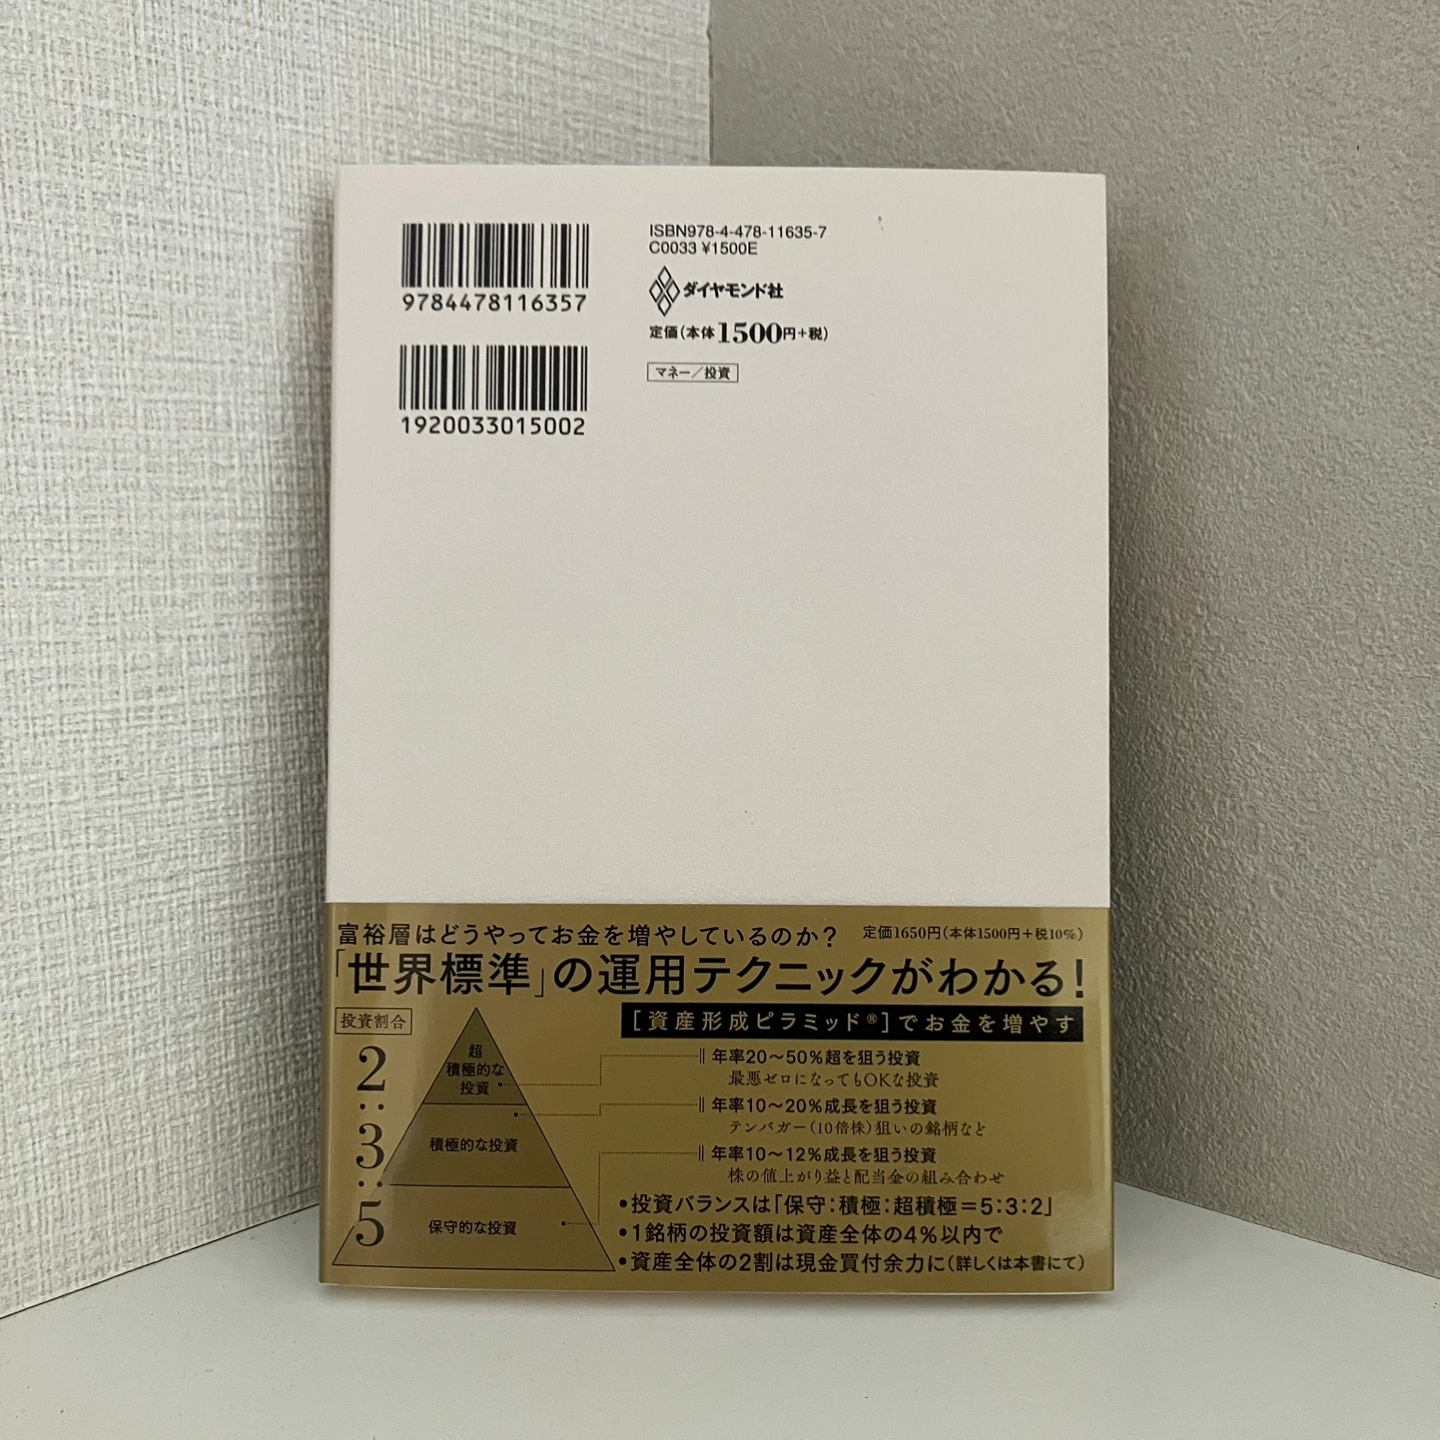 9784478116357
1920033015002
ISBN978-4-478-11635-7
C0033 ¥1500E
ダイヤモンド社
定価(本体1500円+税)
マネー/投資
富裕層はどうやってお金を増やしているのか?
定価1650円(本体1500円+税10%)
「世界標準」の運用テクニックがわかる!
[資産形成ピラミッド®]でお金を増やす
投資割合
2
:
3
:
5
超
積極的な
投資
積極的な投資
保守的な投資
年率20〜50%超を狙う投資
最悪ゼロになってもOKな投資
年率10〜20%成長を狙う投資
テンバガー(10倍株)狙いの銘柄など
年率10〜12%成長を狙う投資
株の値上がり益と配当金の組み合わせ
•投資バランスは「保守:積極:超積極=5:3:2」
•1銘柄の投資額は資産全体の4%以内で
•資産全体の2割は現金買付余力に(詳しくは本書にて)